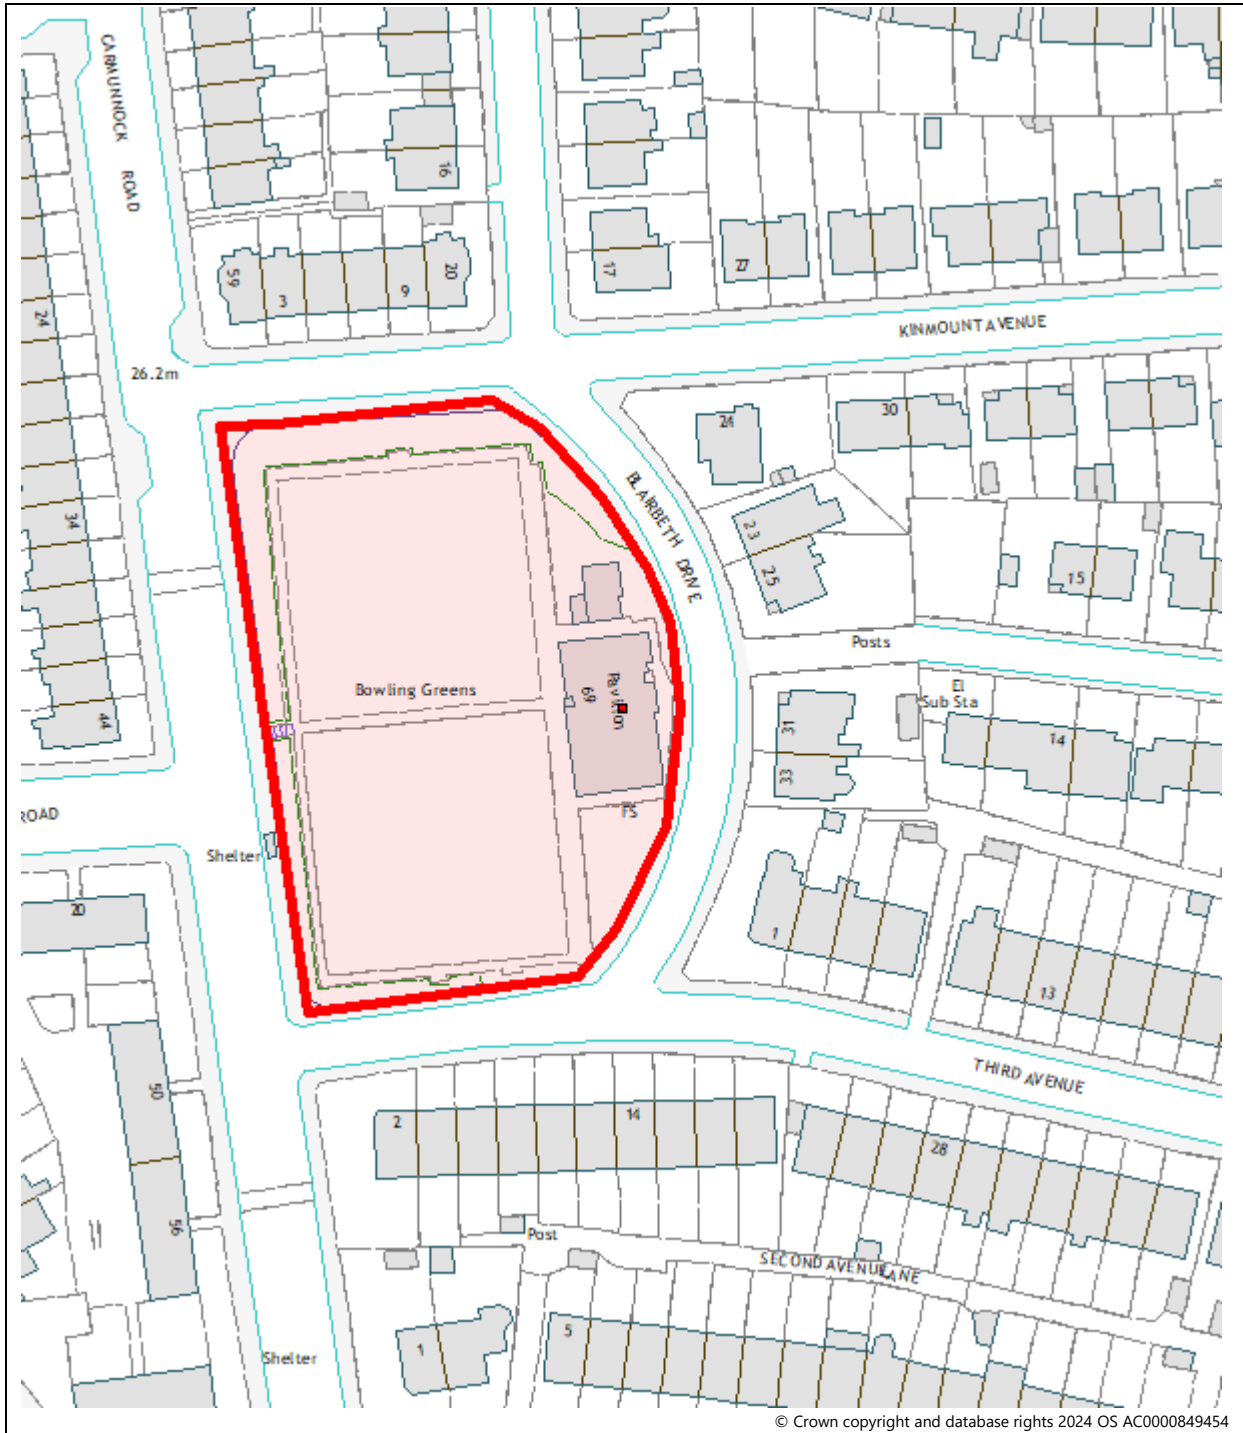 CARMUNNOCK ROAD
16
59
3
9
20
17
27
KINMOUNT AVENUE
24
26.2m
24
30
BLAIRBETH DRIVE
34
23
25
15
Posts
Bowling Greens
69
Pavilion
El
Sub Sta
44
31
14
33
ROAD
FS
Shelter
20
1
13
THIRD AVENUE
50
2
14
28
56
Post
SECOND AVENUE LANE
5
1
Shelter
© Crown copyright and database rights 2024 OS AC0000849454